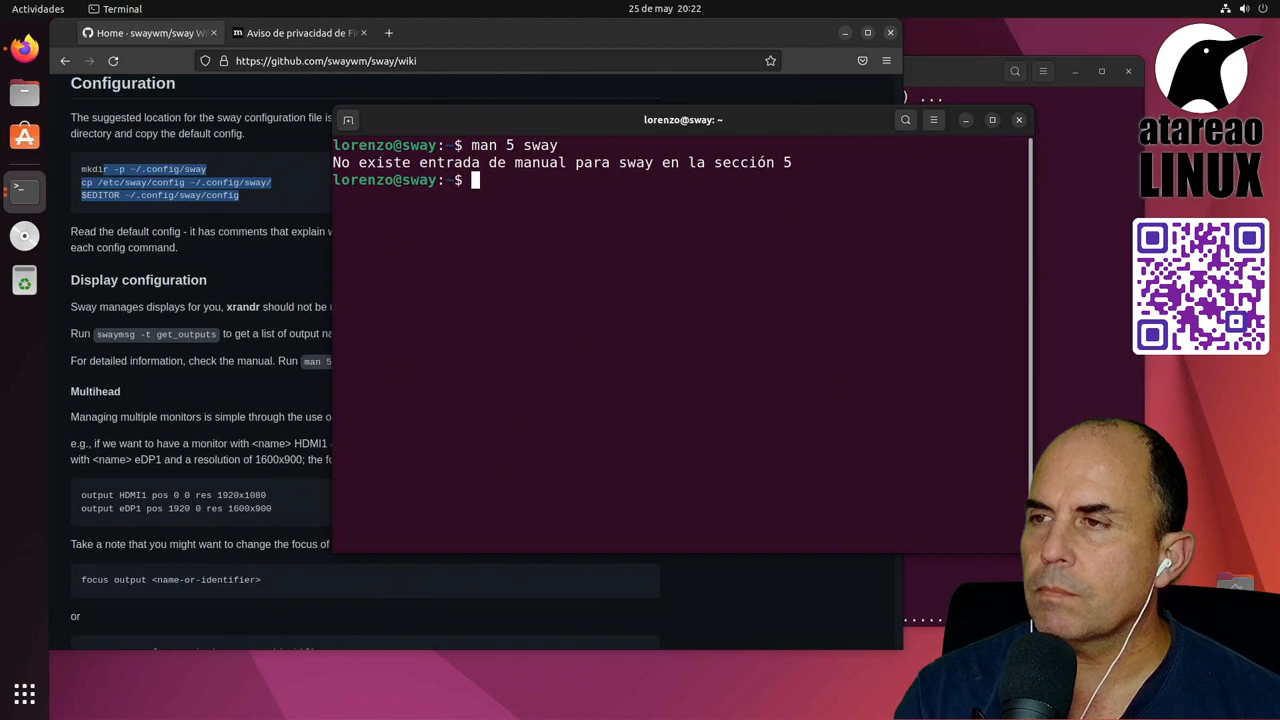 Actividades
Terminal
25 de may 20:22
Home · swaywm/sway Wi
Aviso de privacidad de Fi
https://github.com/swaywm/sway/wiki
Configuration
The suggested location for the sway configuration file is
directory and copy the default config.
mkdir -p ~/.config/sway
cp /etc/sway/config ~/.config/sway/
$EDITOR ~/.config/sway/config
Read the default config - it has comments that explain w
each config command.
Display configuration
Sway manages displays for you, xrandr should not be
Run swaymsg -t get_outputs to get a list of output na
For detailed information, check the manual. Run man 5
Multihead
Managing multiple monitors is simple through the use o
e.g., if we want to have a monitor with <name> HDMI1
with <name> eDP1 and a resolution of 1600x900; the fo
output HDMI1 pos 0 0 res 1920x1080
output eDP1 pos 1920 0 res 1600x900
Take a note that you might want to change the focus of
focus output <name-or-identifier>
or
) ...
lorenzo@sway: ~
lorenzo@sway:~$ man 5 sway
No existe entrada de manual para sway en la sección 5
lorenzo@sway:~$
.....
atareao
LINUX